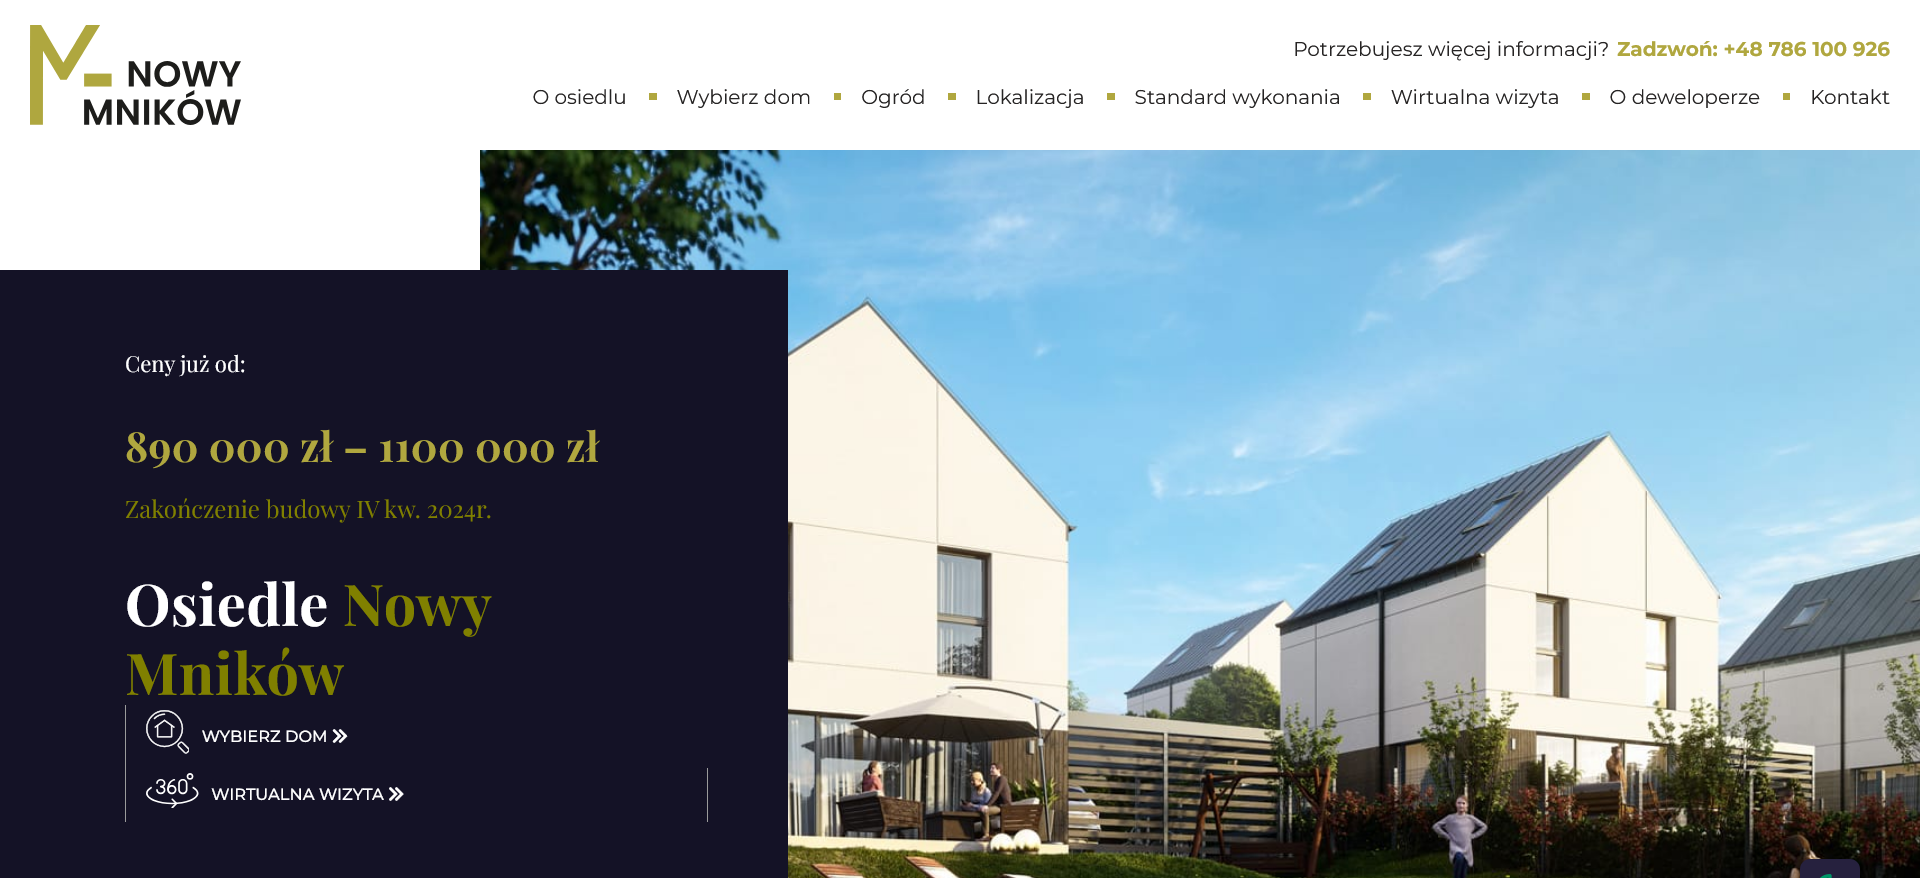 NOWY
MNIKÓW
Potrzebujesz więcej informacji? Zadzwoń: +48 786 100 926
O osiedlu Wybierz dom Ogród Lokalizacja Standard wykonania Wirtualna wizyta O deweloperze Kontakt
Ceny już od:
890 000 zł – 1100 000 zł
Zakończenie budowy IV kw. 2024r.
Osiedle Nowy
Mników
WYBIERZ DOM
360°
WIRTUALNA WIZYTA